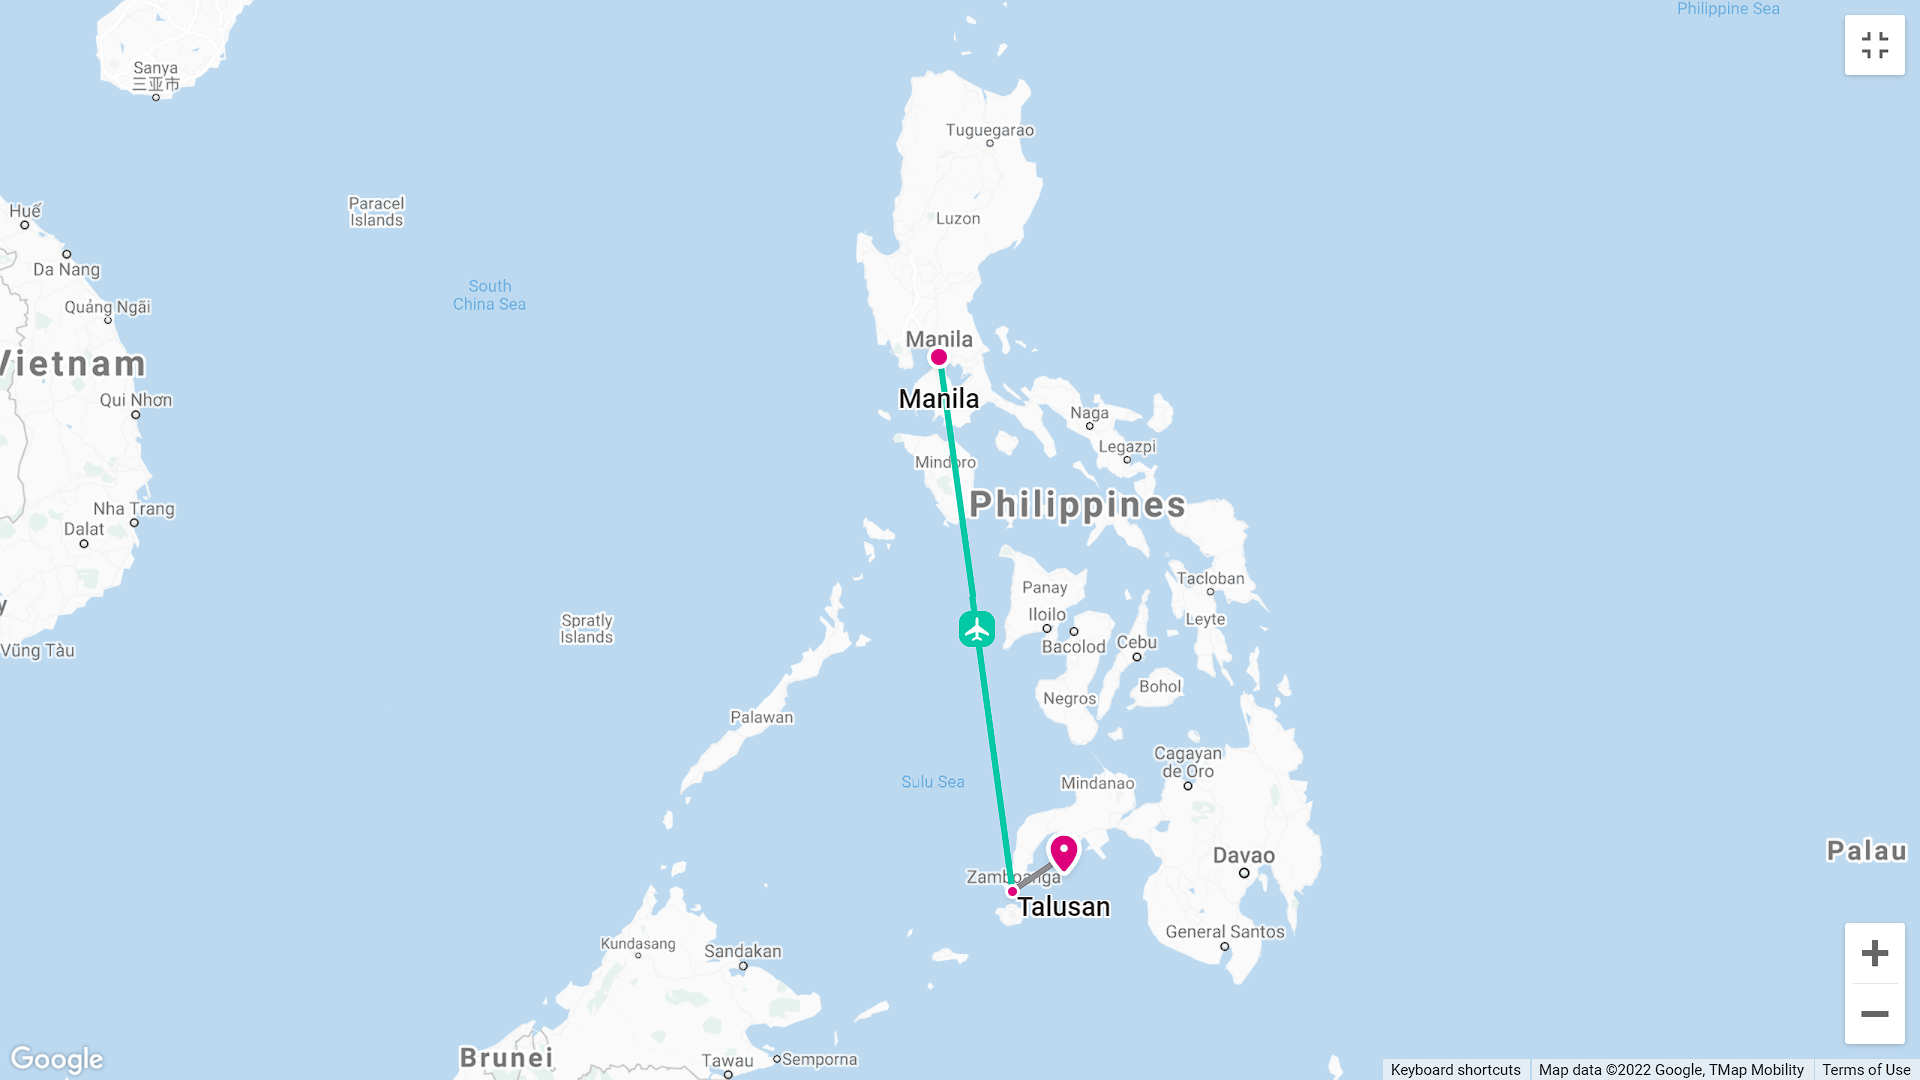 Philippine Sea
Sanya
三亚市
Tuguegarao
Paracel
Islands
Huế
Luzon
Da Nang
South
China Sea
Quảng Ngãi
Manila
Vietnam
Manila
Qui Nhơn
Naga
Legazpi
Mindoro
Philippines
Nha Trang
Dalat
Tacloban
Panay
y
Iloilo
Spratly
Islands
Leyte
Cebu
Bacolod
Vũng Tàu
Bohol
Negros
Palawan
Cagayan
de Oro
Sulu Sea
Mindanao
Palau
Davao
Zamboanga
Talusan
General Santos
Kundasang
Sandakan
Brunei
Tawau
Semporna
Google
Keyboard shortcuts
Map data ©2022 Google, TMap Mobility
Terms of Use